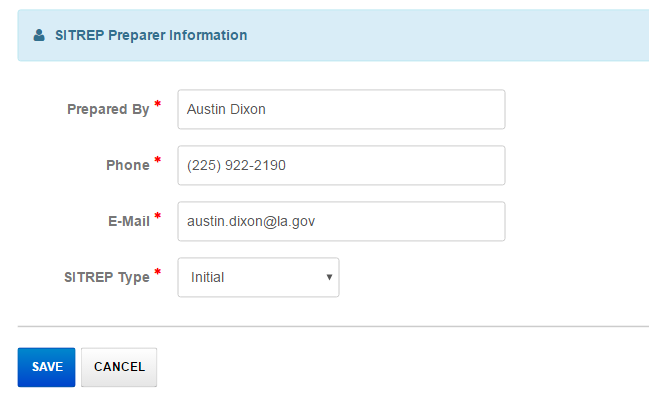 SITREP Preparer Information
Prepared By * Austin Dixon
Phone * (225) 922-2190
E-Mail * austin.dixon@la.gov
SITREP Type * Initial ▾
SAVE CANCEL